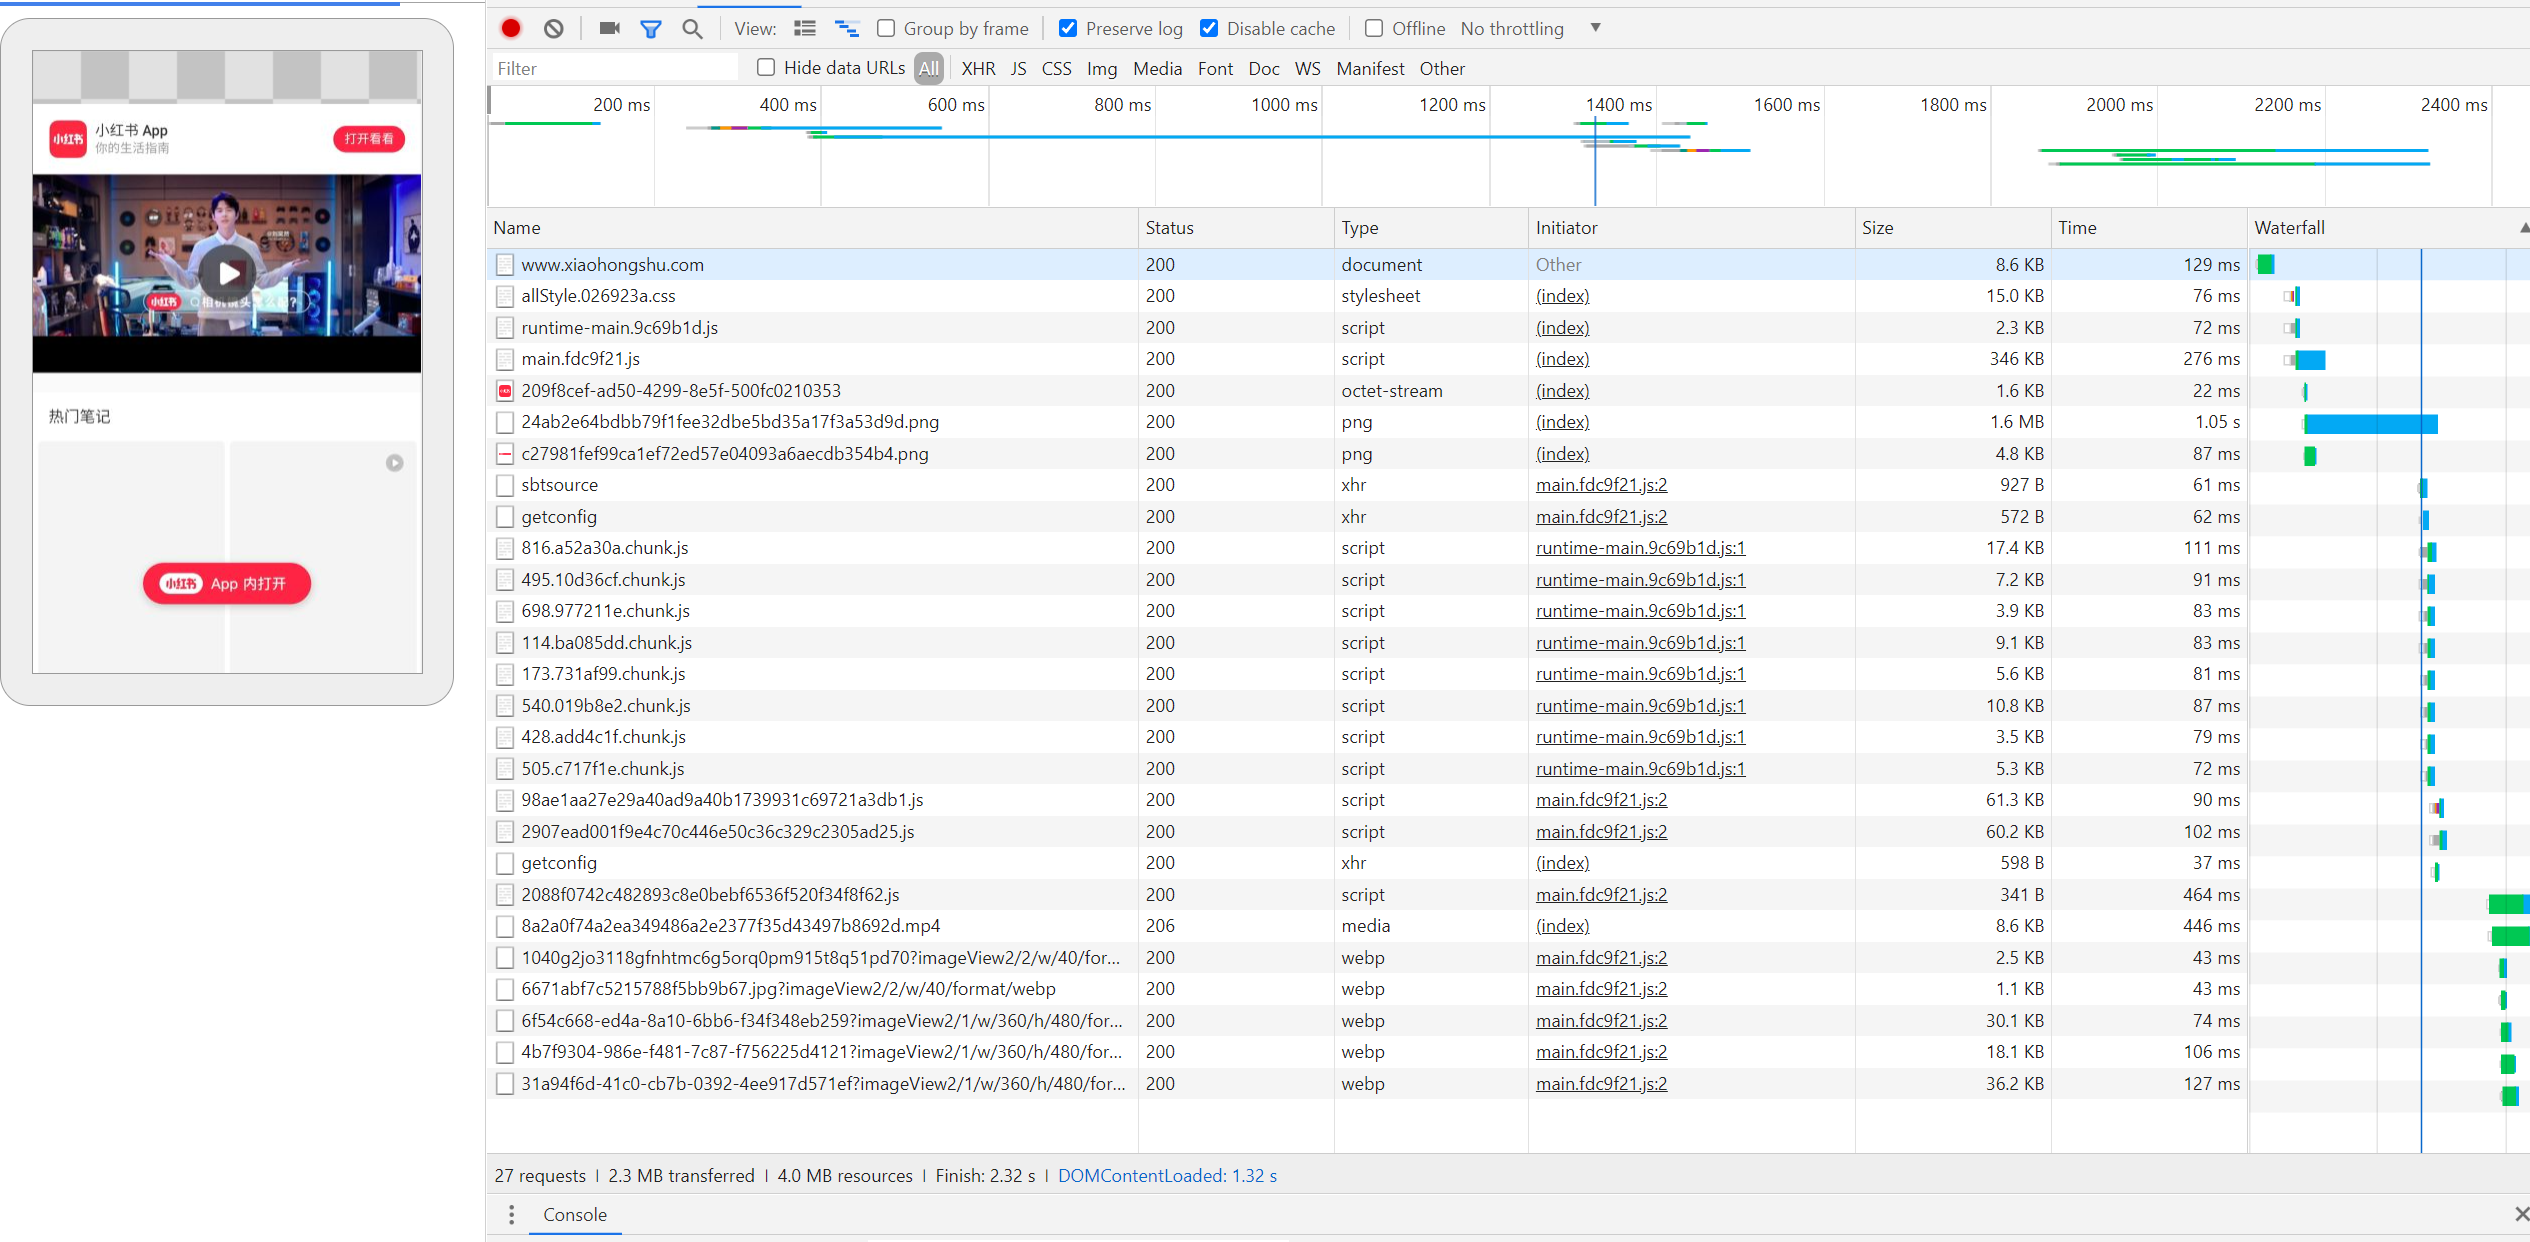 小红书 App
你的生活指南
打开看看
小红书
小红书
热门笔记
小红书 App 内打开
View: Group by frame Preserve log Disable cache Offline No throttling
Filter Hide data URLs All XHR JS CSS Img Media Font Doc WS Manifest Other
200 ms 400 ms 600 ms 800 ms 1000 ms 1200 ms 1400 ms 1600 ms 1800 ms 2000 ms 2200 ms 2400 ms
Name Status Type Initiator Size Time Waterfall
www.xiaohongshu.com 200 document Other 8.6 KB 129 ms
allStyle.026923a.css 200 stylesheet (index) 15.0 KB 76 ms
runtime-main.9c69b1d.js 200 script (index) 2.3 KB 72 ms
main.fdc9f21.js 200 script (index) 346 KB 276 ms
209f8cef-ad50-4299-8e5f-500fc0210353 200 octet-stream (index) 1.6 KB 22 ms
24ab2e64bdbb79f1fee32dbe5bd35a17f3a53d9d.png 200 png (index) 1.6 MB 1.05 s
c27981fef99ca1ef72ed57e04093a6aecdb354b4.png 200 png (index) 4.8 KB 87 ms
sbtsource 200 xhr main.fdc9f21.js:2 927 B 61 ms
getconfig 200 xhr main.fdc9f21.js:2 572 B 62 ms
816.a52a30a.chunk.js 200 script runtime-main.9c69b1d.js:1 17.4 KB 111 ms
495.10d36cf.chunk.js 200 script runtime-main.9c69b1d.js:1 7.2 KB 91 ms
698.977211e.chunk.js 200 script runtime-main.9c69b1d.js:1 3.9 KB 83 ms
114.ba085dd.chunk.js 200 script runtime-main.9c69b1d.js:1 9.1 KB 83 ms
173.731af99.chunk.js 200 script runtime-main.9c69b1d.js:1 5.6 KB 81 ms
540.019b8e2.chunk.js 200 script runtime-main.9c69b1d.js:1 10.8 KB 87 ms
428.add4c1f.chunk.js 200 script runtime-main.9c69b1d.js:1 3.5 KB 79 ms
505.c717f1e.chunk.js 200 script runtime-main.9c69b1d.js:1 5.3 KB 72 ms
98ae1aa27e29a40ad9a40b1739931c69721a3db1.js 200 script main.fdc9f21.js:2 61.3 KB 90 ms
2907ead001f9e4c70c446e50c36c329c2305ad25.js 200 script main.fdc9f21.js:2 60.2 KB 102 ms
getconfig 200 xhr (index) 598 B 37 ms
2088f0742c482893c8e0bebf6536f520f34f8f62.js 200 script main.fdc9f21.js:2 341 B 464 ms
8a2a0f74a2ea349486a2e2377f35d43497b8692d.mp4 206 media (index) 8.6 KB 446 ms
1040g2jo3118gfnhtmc6g5orq0pm915t8q51pd70?imageView2/2/w/40/for... 200 webp main.fdc9f21.js:2 2.5 KB 43 ms
6671abf7c5215788f5bb9b67.jpg?imageView2/2/w/40/format/webp 200 webp main.fdc9f21.js:2 1.1 KB 43 ms
6f54c668-ed4a-8a10-6bb6-f34f348eb259?imageView2/1/w/360/h/480/for... 200 webp main.fdc9f21.js:2 30.1 KB 74 ms
4b7f9304-986e-f481-7c87-f756225d4121?imageView2/1/w/360/h/480/for... 200 webp main.fdc9f21.js:2 18.1 KB 106 ms
31a94f6d-41c0-cb7b-0392-4ee917d571ef?imageView2/1/w/360/h/480/for... 200 webp main.fdc9f21.js:2 36.2 KB 127 ms
27 requests | 2.3 MB transferred | 4.0 MB resources | Finish: 2.32 s | DOMContentLoaded: 1.32 s
Console